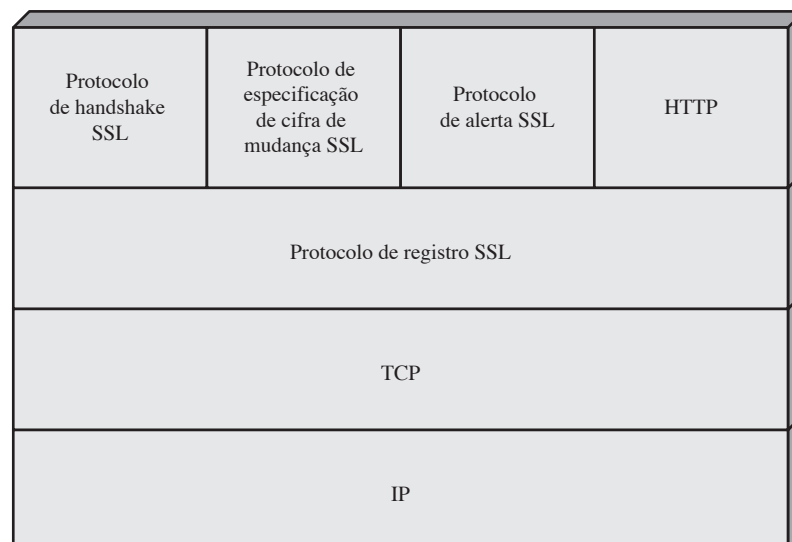 Protocolo
de handshake
SSL
Protocolo de
especificação
de cifra de
mudança SSL
Protocolo
de alerta SSL
HTTP
Protocolo de registro SSL
TCP
IP